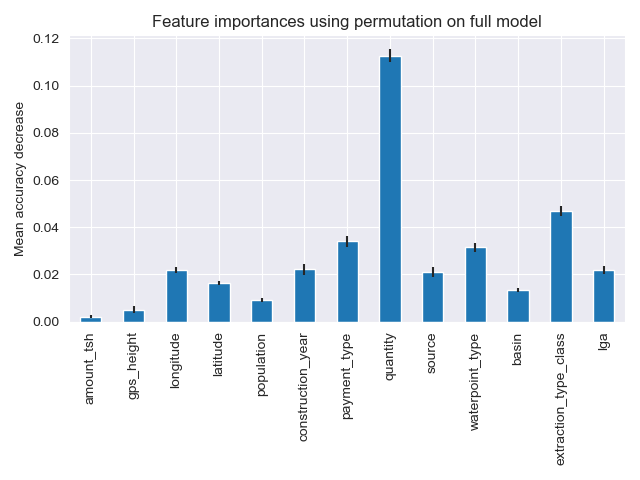 Feature importances using permutation on full model
Mean accuracy decrease
0.12
0.10
0.08
0.06
0.04
0.02
0.00
amount_tsh
gps_height
longitude
latitude
population
construction_year
payment_type
quantity
source
waterpoint_type
basin
extraction_type_class
lga